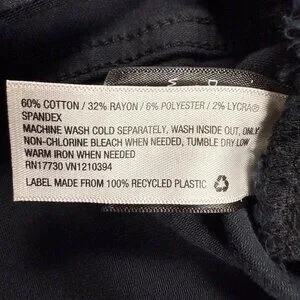 60% COTTON / 32% RAYON / 6% POLYESTER / 2% LYCRA®
SPANDEX
MACHINE WASH COLD SEPARATELY, WASH INSIDE OUT, ONLY
NON-CHLORINE BLEACH WHEN NEEDED, TUMBLE DRY LOW
WARM IRON WHEN NEEDED
RN17730 VN1210394
LABEL MADE FROM 100% RECYCLED PLASTIC